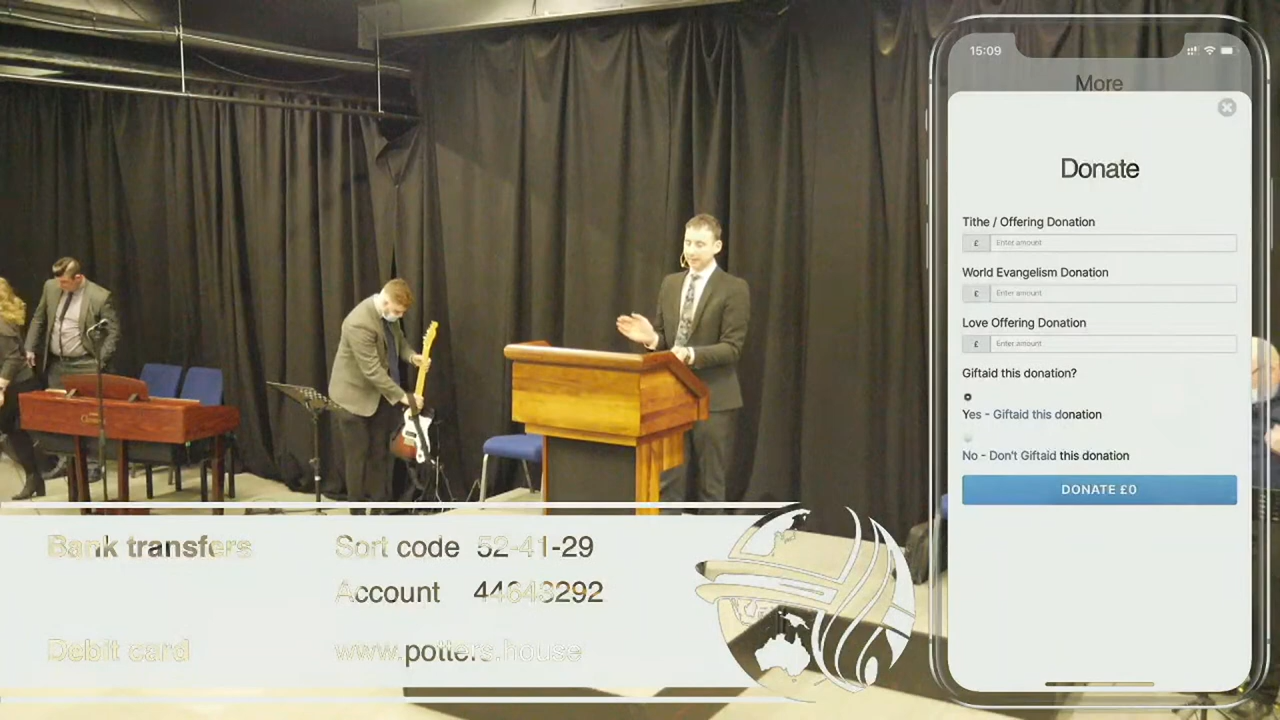 15:09
More
Donate
Tithe / Offering Donation
£ Enter amount
World Evangelism Donation
£ Enter amount
Love Offering Donation
£ Enter amount
Giftaid this donation?
Yes - Giftaid this donation
No - Don't Giftaid this donation
DONATE £0
Bank transfers
Sort code 52-41-29
Account 44643292
Debit card
www.potters.house